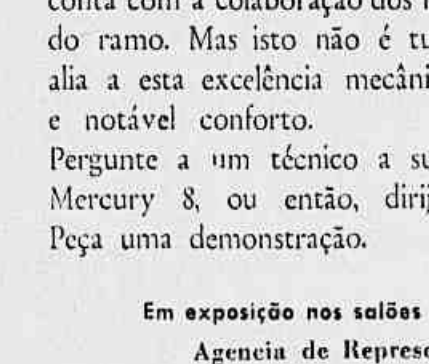 conta com a colaboração dos
do ramo. Mas isto não é tu
alia a esta excelência mecâni
e notável conforto.
Pergunte a um técnico a su
Mercury 8, ou então, dirij
Peça uma demonstração.
Em exposição nos salões
Agencia de Repres